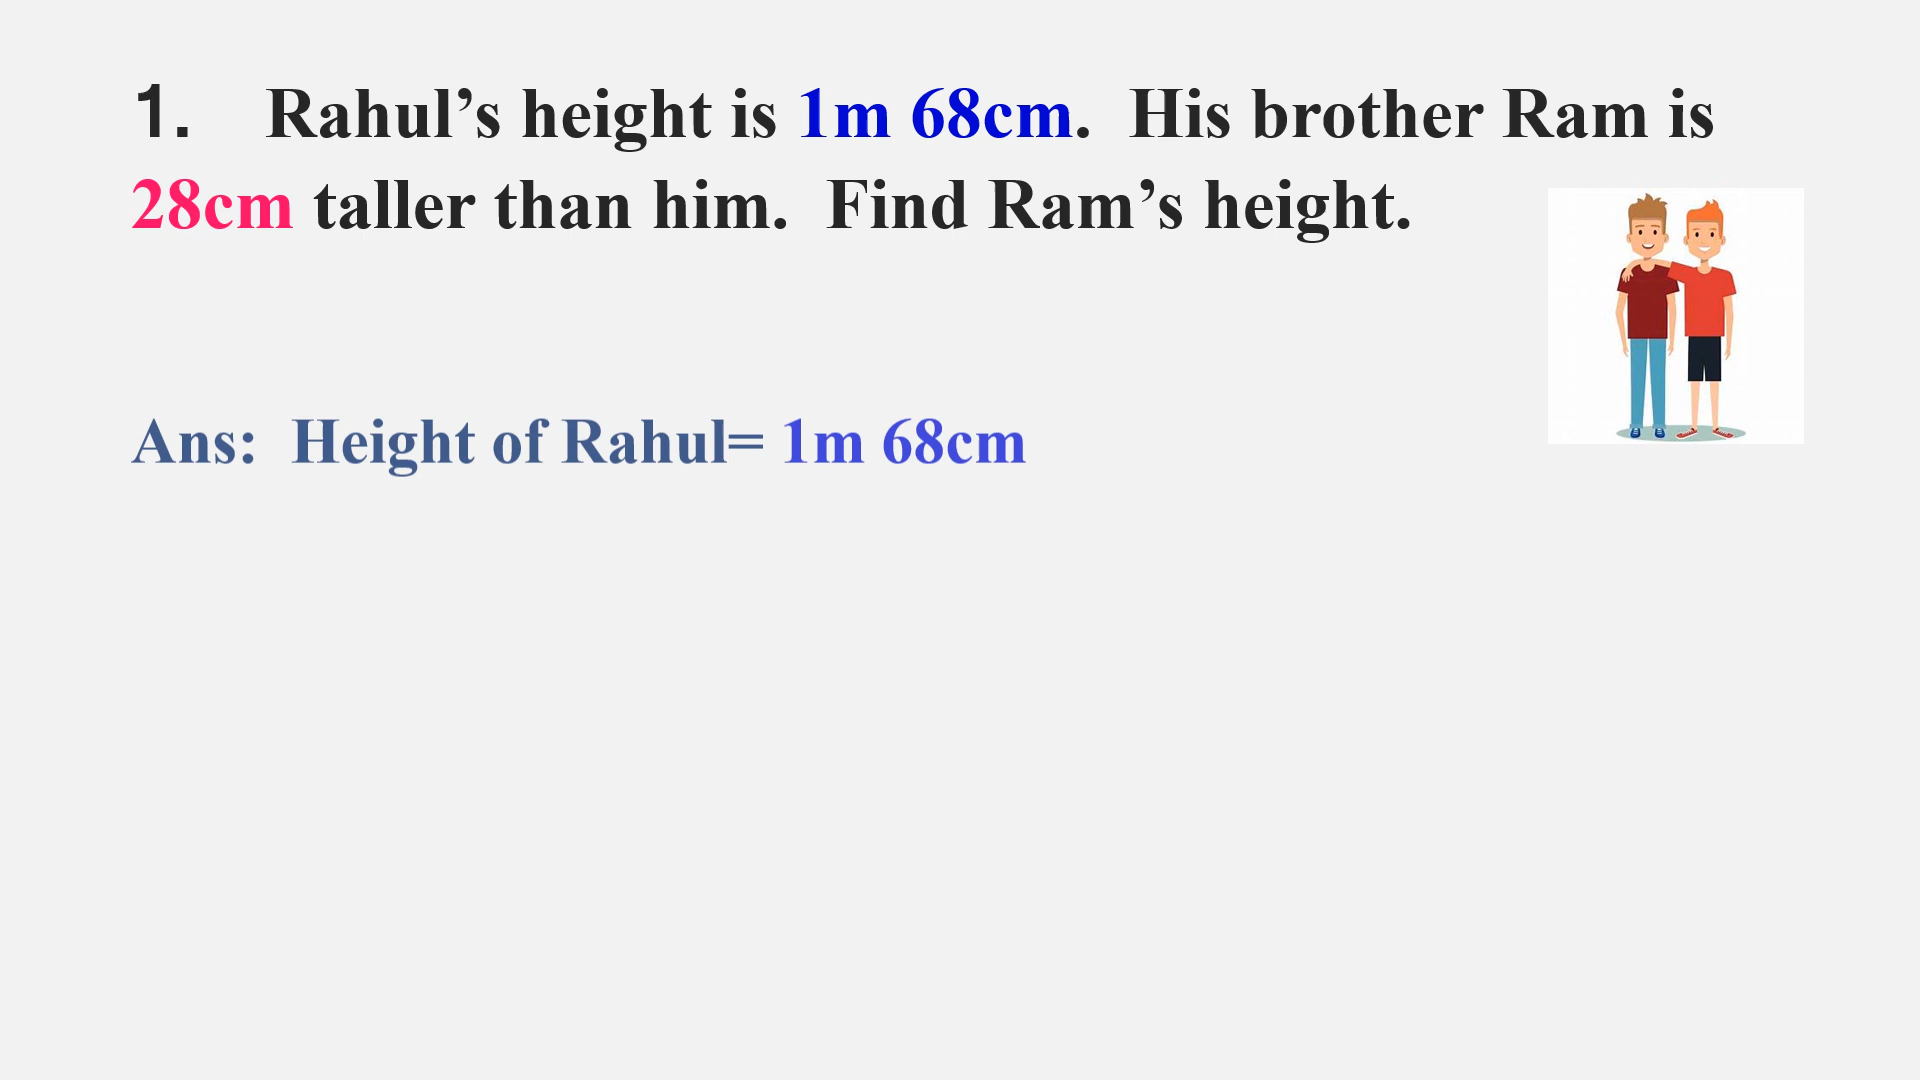 1. Rahul’s height is 1m 68cm. His brother Ram is
28cm taller than him. Find Ram’s height.
Ans: Height of Rahul= 1m 68cm